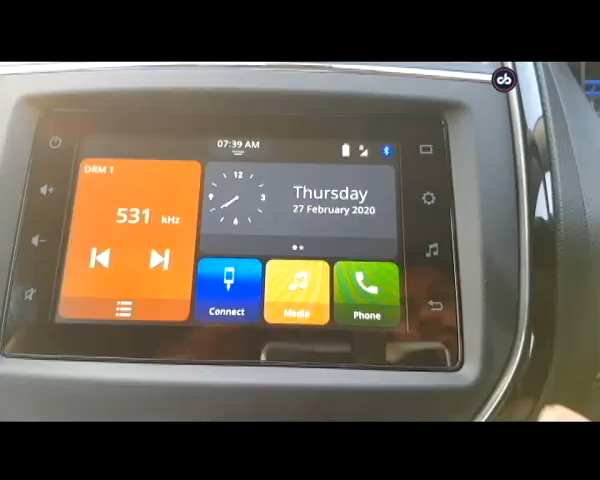 07:39 AM
DRM 1
531 kHz
12
9
3
6
Thursday
27 February 2020
Connect
Media
Phone